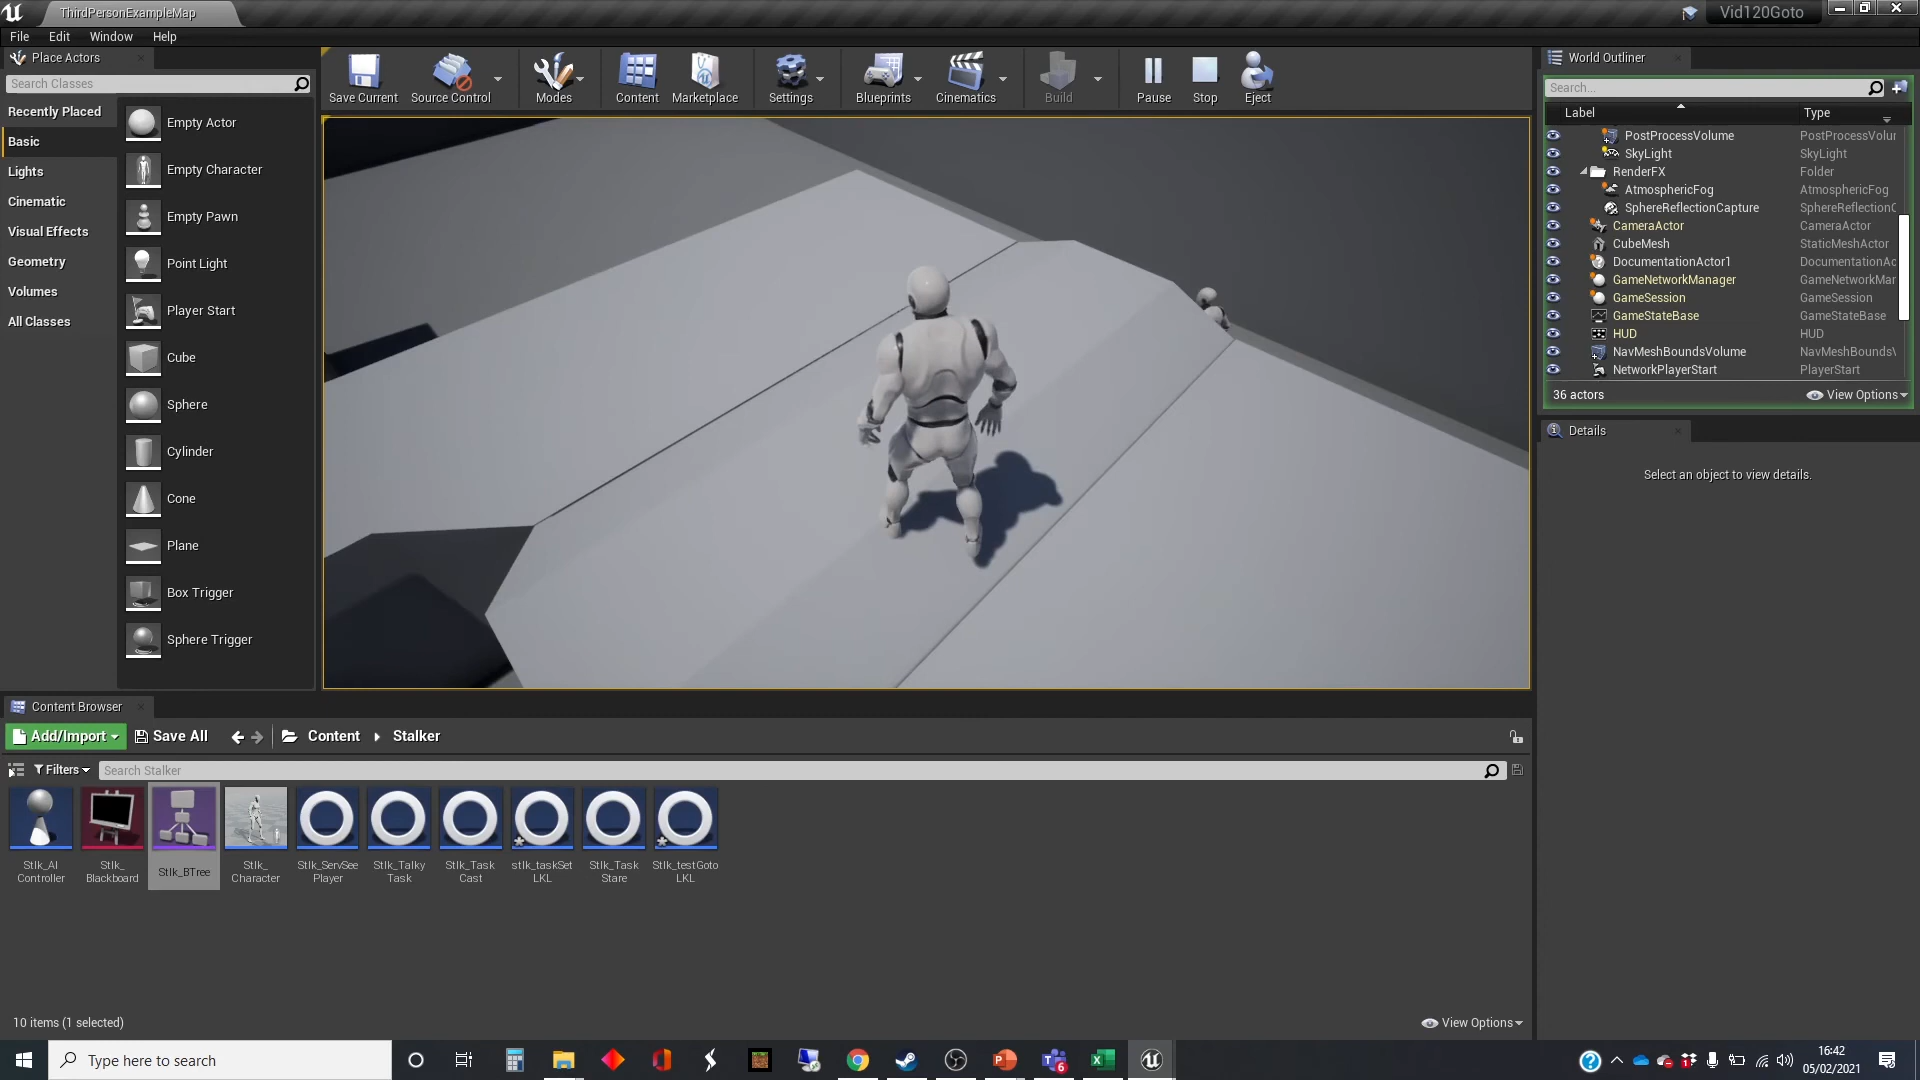 ThirdPersonExampleMap
Vid120Goto
File Edit Window Help
Place Actors
Search Classes
Recently Placed
Basic
Lights
Cinematic
Visual Effects
Geometry
Volumes
All Classes
Empty Actor
Empty Character
Empty Pawn
Point Light
Player Start
Cube
Sphere
Cylinder
Cone
Plane
Box Trigger
Sphere Trigger
Save Current
Source Control
Modes
Content
Marketplace
Settings
Blueprints
Cinematics
Build
Pause
Stop
Eject
World Outliner
Search...
Label Type
PostProcessVolume PostProcessVolur
SkyLight SkyLight
RenderFX Folder
AtmosphericFog AtmosphericFog
SphereReflectionCapture SphereReflectionC
CameraActor CameraActor
CubeMesh StaticMeshActor
DocumentationActor1 DocumentationAc
GameNetworkManager GameNetworkMar
GameSession GameSession
GameStateBase GameStateBase
HUD HUD
NavMeshBoundsVolume NavMeshBoundsV
NetworkPlayerStart PlayerStart
36 actors View Options
Details
Select an object to view details.
Content Browser
Add/Import Save All Content Stalker
Filters Search Stalker
Stlk_AI
Controller
Stlk_
Blackboard
Stlk_BTree
Stlk_
Character
Stlk_ServSee
Player
Stlk_Talky
Task
Stlk_Task
Cast
stlk_taskSet
LKL
Stlk_Task
Stare
Stlk_testGoto
LKL
10 items (1 selected) View Options
Type here to search
6
16:42
05/02/2021